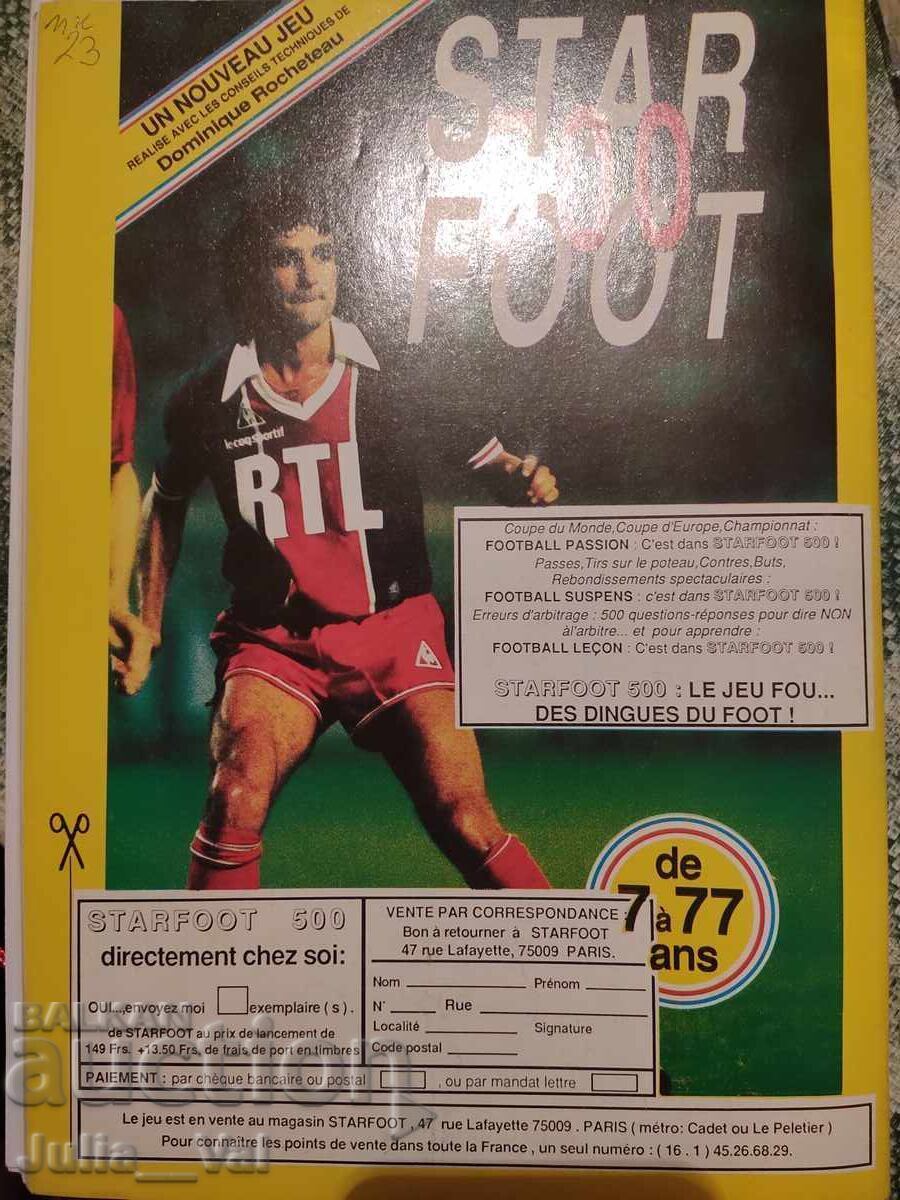 23
UN NOUVEAU JEU
REALISE AVEC LES CONSEILS TECHNIQUES DE
Dominique Rocheteau
STAR
500
FOOT
le coq sportif
RTL
Coupe du Monde,Coupe d'Europe,Championnat :
FOOTBALL PASSION : C'est dans STARFOOT 500 !
Passes,Tirs sur le poteau,Contres,Buts,
Rebondissements spectaculaires :
FOOTBALL SUSPENS : c'est dans STARFOOT 500 !
Erreurs d'arbitrage : 500 questions-réponses pour dire NON
àl'arbitre... et pour apprendre :
FOOTBALL LEÇON : C'est dans STARFOOT 500 !
STARFOOT 500 : LE JEU FOU...
DES DINGUES DU FOOT !
de
7 à 77
ans
STARFOOT 500
directement chez soi:
OUI...,envoyez moi exemplaire ( s ) .
de STARFOOT au prix de lancement de
149 Frs. +13.50 Frs. de frais de port en timbres
VENTE PAR CORRESPONDANCE :
Bon à retourner à STARFOOT
47 rue Lafayette, 75009 PARIS.
Nom Prénom
N° Rue
Localité Signature
Code postal
PAIEMENT : par chèque bancaire ou postal , ou par mandat lettre
Le jeu est en vente au magasin STARFOOT , 47 rue Lafayette 75009 . PARIS ( métro: Cadet ou Le Peletier )
Pour connaître les points de vente dans toute la France , un seul numéro : ( 16 . 1 ) 45.26.68.29.
BALKAN
auction
Julia__val